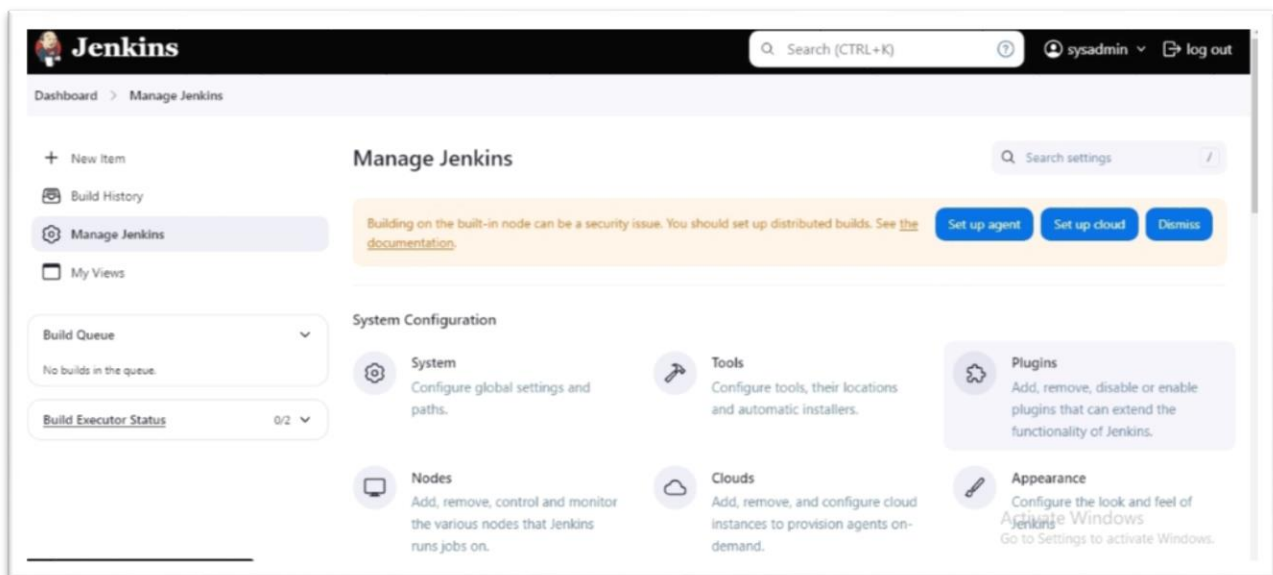 Jenkins
Search (CTRL+K)
?
sysadmin
log out
Dashboard > Manage Jenkins
New Item
Build History
Manage Jenkins
My Views
Build Queue
No builds in the queue.
Build Executor Status
0/2
Manage Jenkins
Search settings
/
Building on the built-in node can be a security issue. You should set up distributed builds. See the
documentation.
Set up agent
Set up cloud
Dismiss
System Configuration
System
Configure global settings and
paths.
Tools
Configure tools, their locations
and automatic installers.
Plugins
Add, remove, disable or enable
plugins that can extend the
functionality of Jenkins.
Nodes
Add, remove, control and monitor
the various nodes that Jenkins
runs jobs on.
Clouds
Add, remove, and configure cloud
instances to provision agents on-
demand.
Appearance
Configure the look and feel of
Jenkins
Activate Windows
Go to Settings to activate Windows.